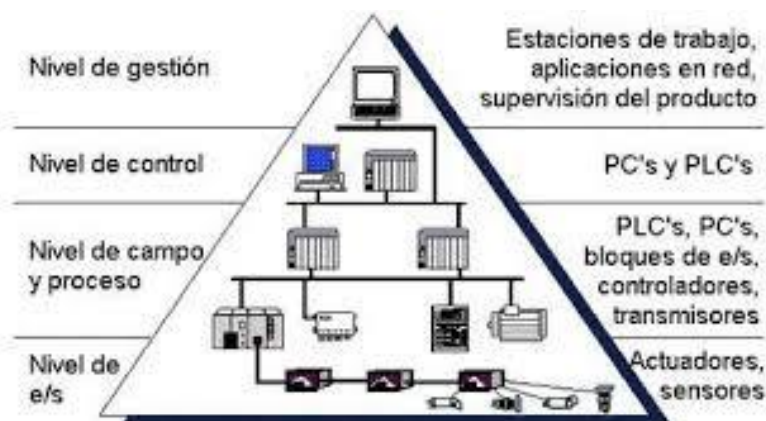 Nivel de gestión
Estaciones de trabajo,
aplicaciones en red,
supervisión del producto
Nivel de control
PC's y PLC's
Nivel de campo
y proceso
PLC's, PC's,
bloques de e/s,
controladores,
transmisores
Nivel de
e/s
Actuadores,
sensores